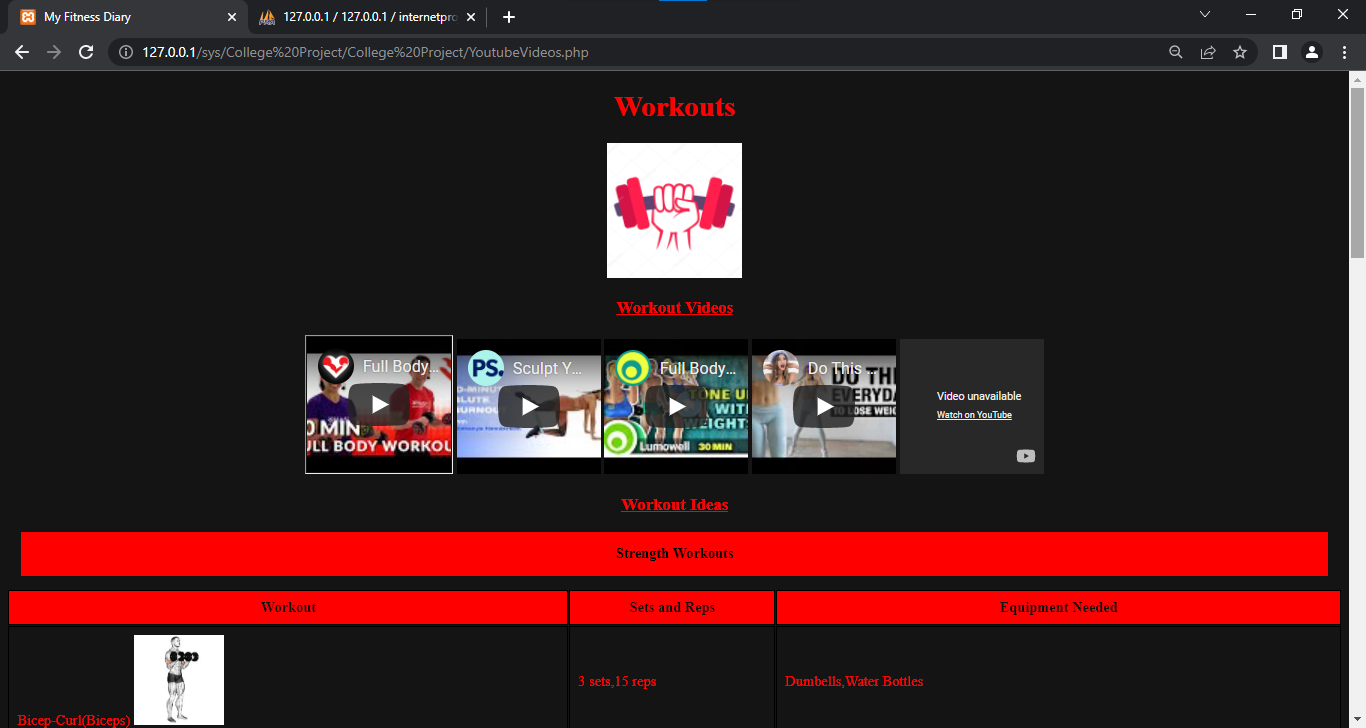 My Fitness Diary
127.0.0.1 / 127.0.0.1 / internetpro
127.0.0.1/sys/College%20Project/College%20Project/YoutubeVideos.php
Workouts
Workout Videos
Full Body...
0 MIN
ULL BODY WORKOU
PS.
Sculpt Y...
0-MINUT
BURNOU
Full Body...
TONE U
WITH
WEIGHTS
Lumowell 30 MIN
Do This ...
DO THI
EVERYDA
TO LOSE WEIG
Video unavailable
Watch on YouTube
Workout Ideas
Strength Workouts
Workout Sets and Reps Equipment Needed
Bicep-Curl(Biceps) 3 sets,15 reps Dumbells,Water Bottles